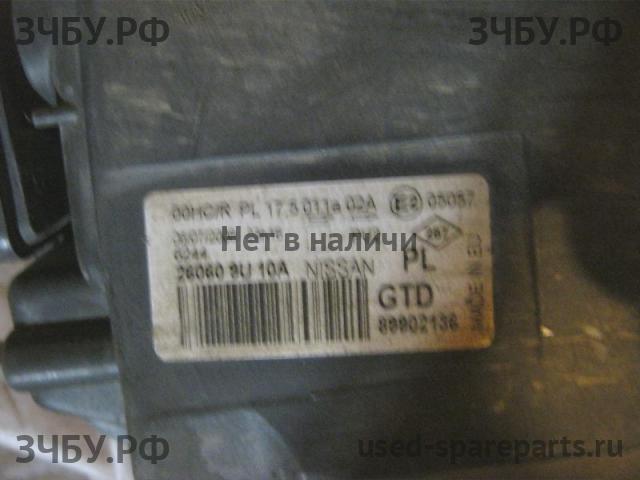 ЗЧБУ.РФ ЗЧБУ.РФ
00HC/R PL 17.5 011a 02A E2 05057
Нет в наличи
0244
26060 9U 10A NISSAN PL
GTD
89902136
MADE IN EU
ЗЧБУ.РФ used-spareparts.ru